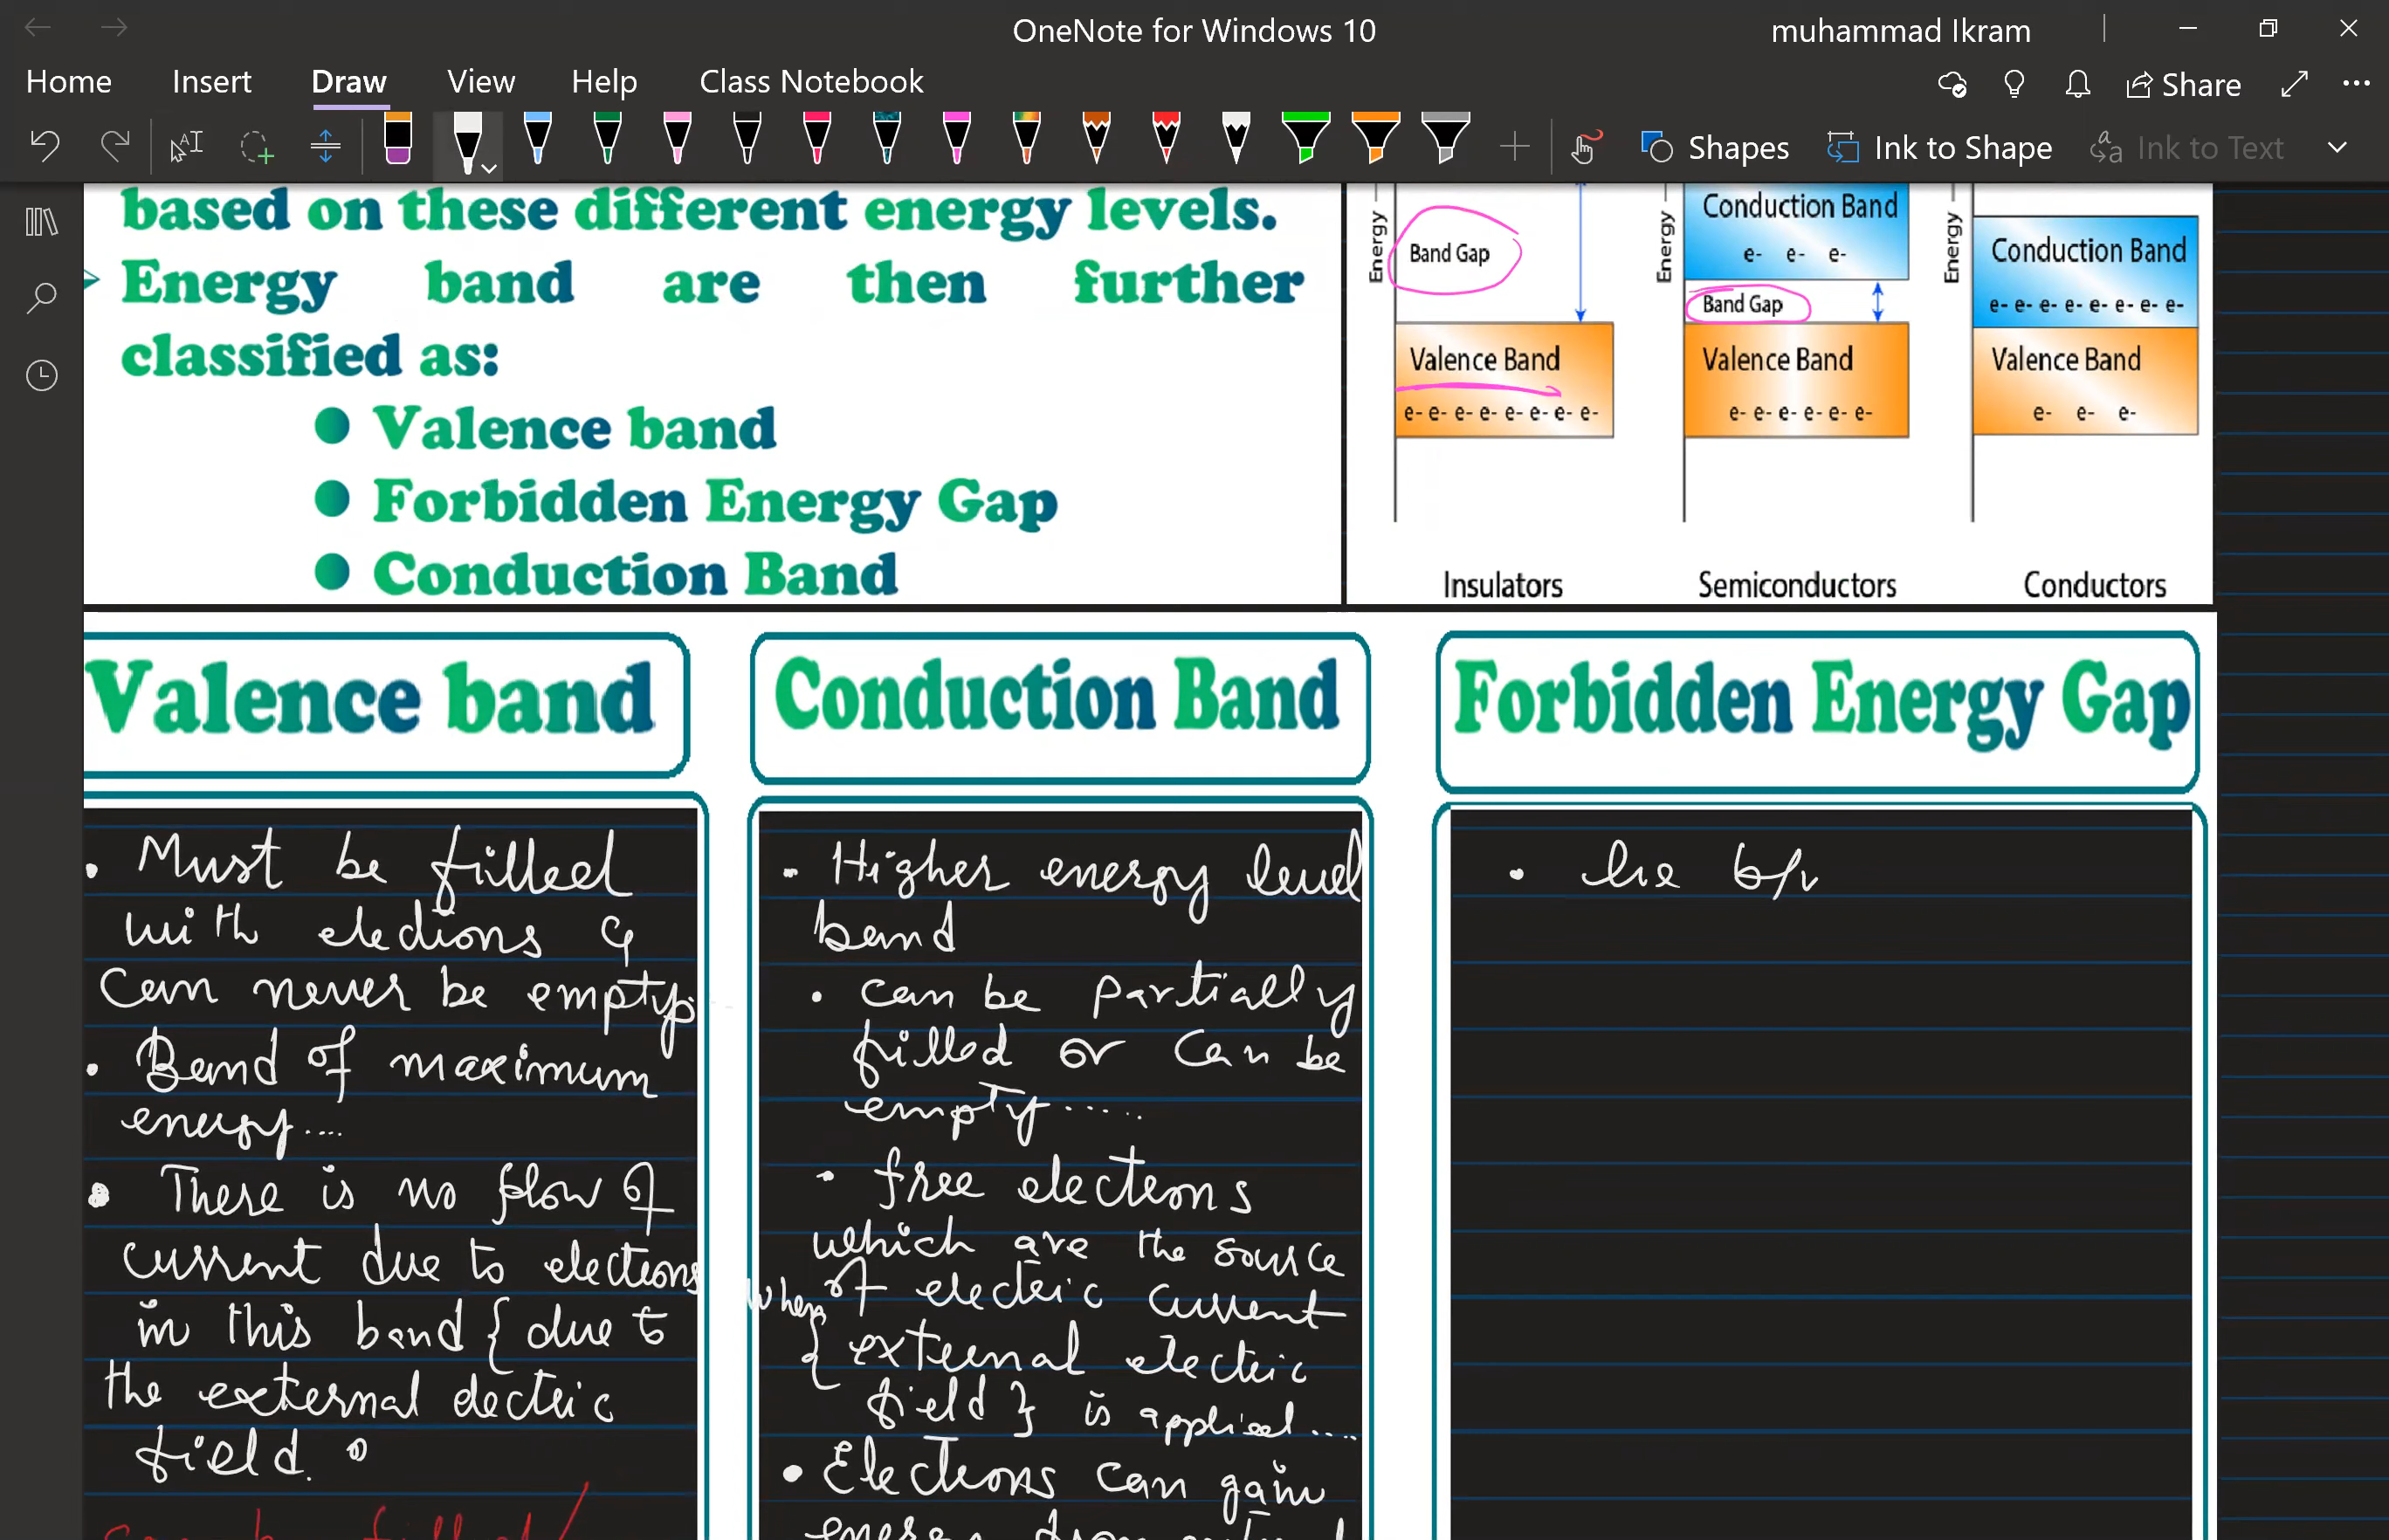 OneNote for Windows 10
muhammad Ikram
Home Insert Draw View Help Class Notebook
Share
Shapes Ink to Shape Ink to Text
based on these different energy levels.
Energy band are then further
classified as:
Valence band
Forbidden Energy Gap
Conduction Band
Energy
Band Gap
Valence Band
e- e- e- e- e- e- e- e-
Insulators
Energy
Conduction Band
e- e- e-
Band Gap
Valence Band
e- e- e- e- e- e-
Semiconductors
Energy
Conduction Band
e- e- e- e- e- e- e- e-
Valence Band
e- e- e-
Conductors
Valence band
• Must be filled
with elections &
Can never be empty.
• Band of maximum
energy....
• There is no flow of
current due to elections
in this band { due to
the external electric
field.
Conduction Band
• Higher energy level
band
• can be partially
filled or can be
empty.....
• free electrons
which are the source
of electric current
when
{ external electric
field } is applied....
• Electrons can gain
Forbidden Energy Gap
• lie b/w